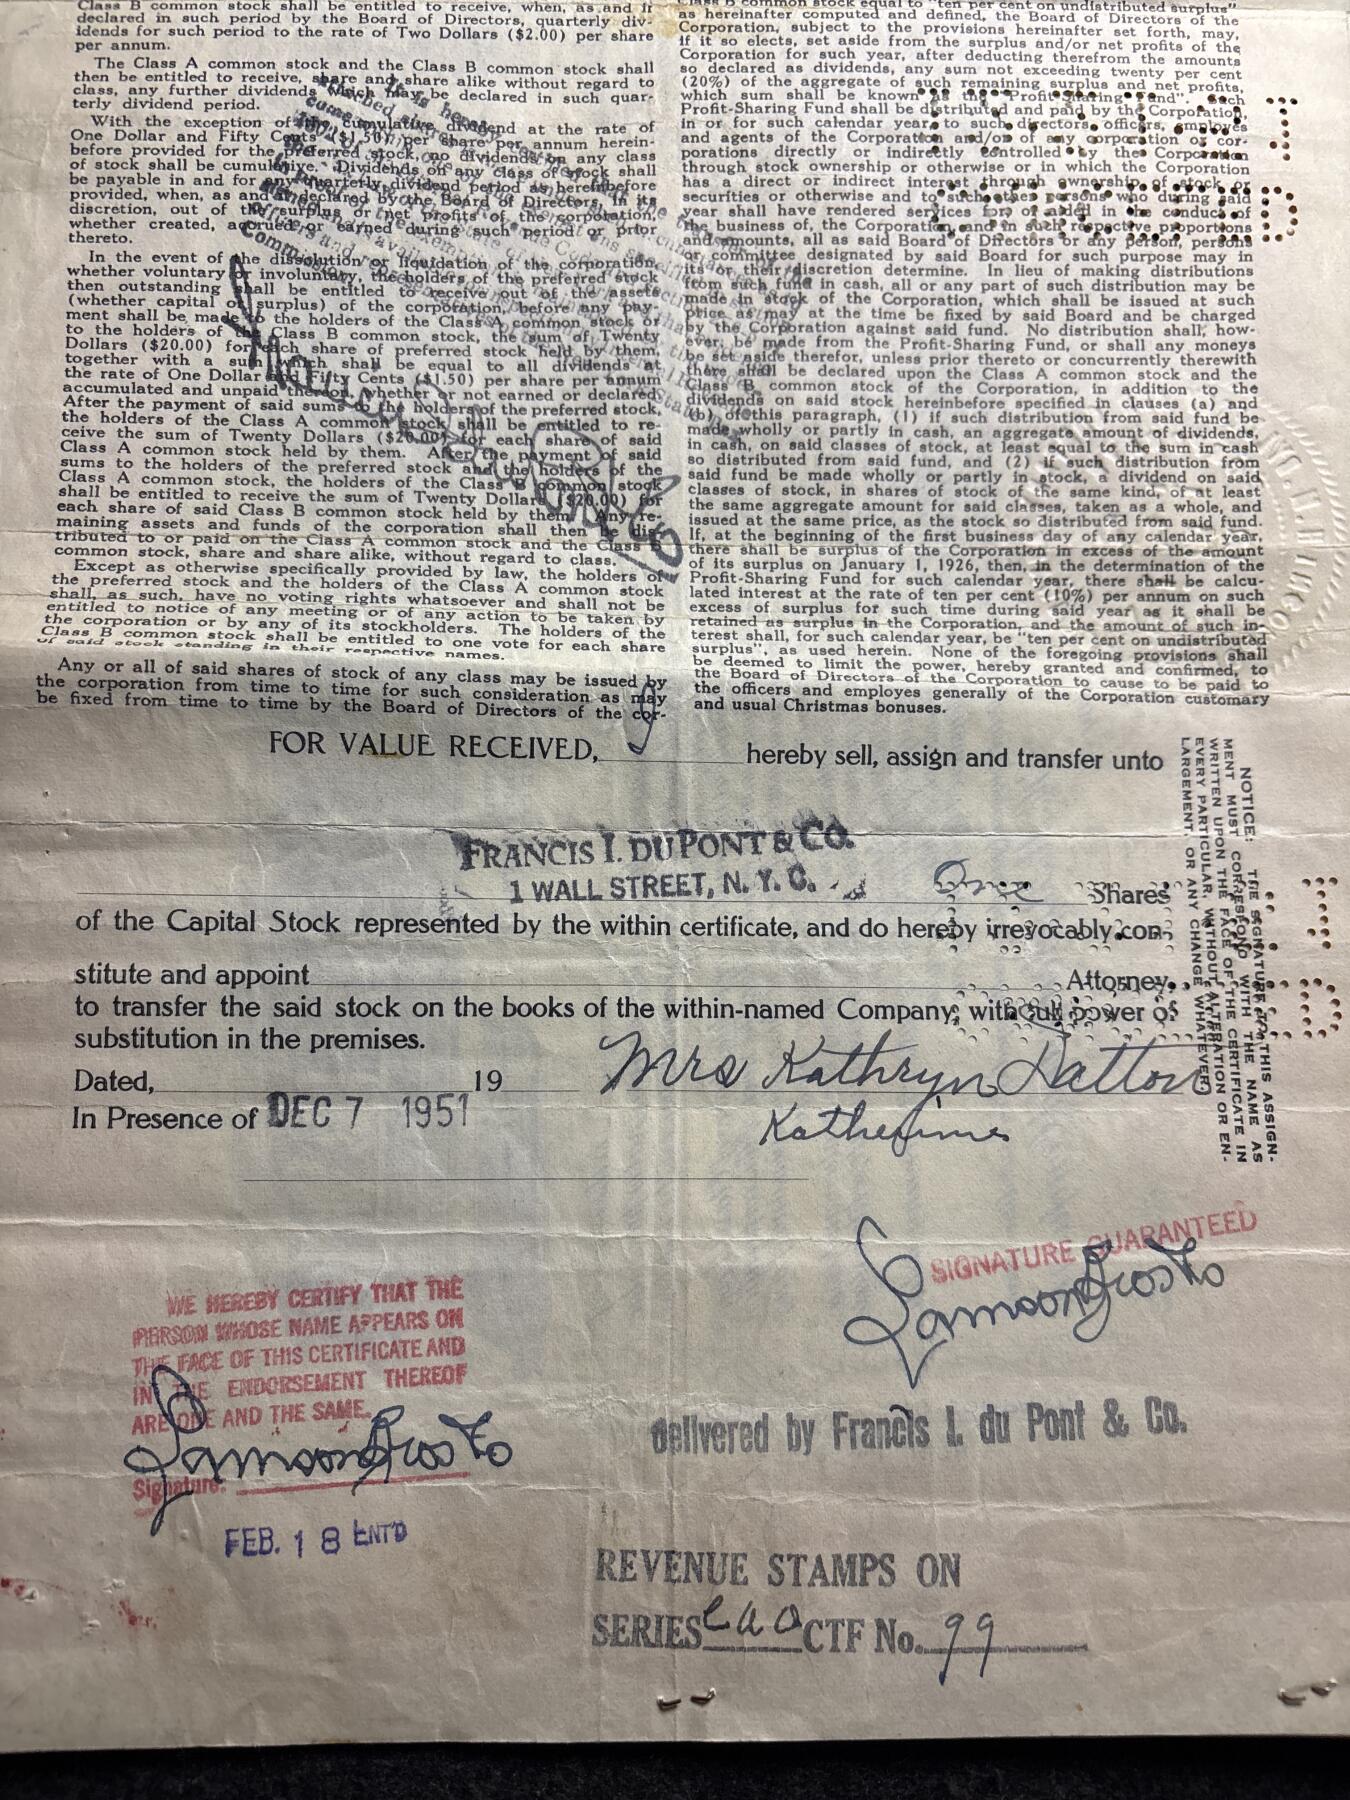 Class B common stock shall be entitled to receive, when, as and if
declared in such period by the Board of Directors, quarterly div-
idends for such period to the rate of Two Dollars ($2.00) per share
per annum.
The Class A common stock and the Class B common stock shall
then be entitled to receive, share and share alike without regard to
class, any further dividends which may be declared in such quar-
terly dividend period.
With the exception of the cumulative dividend at the rate of
One Dollar and Fifty Cents ($1.50) per share per annum herein-
before provided for the preferred stock, no dividends on any class
of stock shall be cumulative. Dividends on any class of stock shall
be payable in and for any quarterly dividend period as hereinbefore
provided, when, as and if declared by the Board of Directors, in its
discretion, out of the surplus or net profits of the corporation,
whether created, accrued or earned during such period or prior
thereto.
In the event of the dissolution or liquidation of the corporation,
whether voluntary or involuntary, the holders of the preferred stock
then outstanding shall be entitled to receive out of the assets
(whether capital or surplus) of the corporation, before any pay-
ment shall be made to the holders of the Class A common stock or
to the holders of the Class B common stock, the sum of Twenty
Dollars ($20.00) for each share of preferred stock held by them,
together with a sum which shall be equal to all dividends at
the rate of One Dollar and Fifty Cents ($1.50) per share per annum
accumulated and unpaid thereon, whether or not earned or declared.
After the payment of said sums to the holders of the preferred stock,
the holders of the Class A common stock shall be entitled to re-
ceive the sum of Twenty Dollars ($20.00) for each share of said
Class A common stock held by them. After the payment of said
sums to the holders of the preferred stock and the holders of the
Class A common stock, the holders of the Class B common stock
shall be entitled to receive the sum of Twenty Dollars ($20.00) for
each share of said Class B common stock held by them. Any re-
maining assets and funds of the corporation shall then be dis-
tributed to or paid on the Class A common stock and the Class B
common stock, share and share alike, without regard to class.
Except as otherwise specifically provided by law, the holders of
the preferred stock and the holders of the Class A common stock
shall, as such, have no voting rights whatsoever and shall not be
entitled to notice of any meeting or of any action to be taken by
the corporation or by any of its stockholders. The holders of the
Class B common stock shall be entitled to one vote for each share
of said stock standing in their respective names.
Any or all of said shares of stock of any class may be issued by
the corporation from time to time for such consideration as may
be fixed from time to time by the Board of Directors of the cor-
Class B common stock equal to "ten per cent on undistributed surplus"
as hereinafter computed and defined, the Board of Directors of the
Corporation, subject to the provisions hereinafter set forth, may,
if it so elects, set aside from the surplus and/or net profits of the
Corporation for such year, after deducting therefrom the amounts
so declared as dividends, any sum not exceeding twenty per cent
(20%) of the aggregate of such remaining surplus and net profits,
which sum shall be known as the "Profit-Sharing Fund". Such
Profit-Sharing Fund shall be distributed and paid by the Corporation,
in or for such calendar year, to such directors, officers, employes
and agents of the Corporation and/or of any corporation or cor-
porations directly or indirectly controlled by the Corporation
through stock ownership or otherwise or in which the Corporation
has a direct or indirect interest through ownership of stock or
securities or otherwise and to such other persons who during said
year shall have rendered services for, or aided in the conduct of
the business of, the Corporation, and in such respective proportions
and amounts, all as said Board of Directors or any person, persons
or committee designated by said Board for such purpose may in
its or their discretion determine. In lieu of making distributions
from such fund in cash, all or any part of such distribution may be
made in stock of the Corporation, which shall be issued at such
price as may at the time be fixed by said Board and be charged
by the Corporation against said fund. No distribution shall, how-
ever, be made from the Profit-Sharing Fund, or shall any moneys
be set aside therefor, unless prior thereto or concurrently therewith
there shall be declared upon the Class A common stock and the
Class B common stock of the Corporation, in addition to the
dividends on said stock hereinbefore specified in clauses (a) and
(b) of this paragraph, (1) if such distribution from said fund be
made wholly or partly in cash, an aggregate amount of dividends,
in cash, on said classes of stock, at least equal to the sum in cash
so distributed from said fund, and (2) if such distribution from
said fund be made wholly or partly in stock, a dividend on said
classes of stock, in shares of stock of the same kind, of at least
the same aggregate amount for said classes, taken as a whole, and
issued at the same price, as the stock so distributed from said fund.
If, at the beginning of the first business day of any calendar year,
there shall be surplus of the Corporation in excess of the amount
of its surplus on January 1, 1926, then, in the determination of the
Profit-Sharing Fund for such calendar year, there shall be calcu-
lated interest at the rate of ten per cent (10%) per annum on such
excess of surplus for such time during said year as it shall be
retained as surplus in the Corporation, and the amount of such in-
terest shall, for such calendar year, be "ten per cent on undistributed
surplus", as used herein. None of the foregoing provisions shall
be deemed to limit the power, hereby granted and confirmed, to
the Board of Directors of the Corporation to cause to be paid to
the officers and employes generally of the Corporation customary
and usual Christmas bonuses.
FOR VALUE RECEIVED, I hereby sell, assign and transfer unto
FRANCIS I. DU PONT & CO.
1 WALL STREET, N. Y. C.
One Shares
of the Capital Stock represented by the within certificate, and do hereby irrevocably con-
stitute and appoint Attorney,
to transfer the said stock on the books of the within-named Company, with full power of
substitution in the premises.
Dated, 19
Mrs Kathryn Hatton
In Presence of DEC 7 1951
Katherine
NOTICE: THE SIGNATURE TO THIS ASSIGN-
MENT MUST CORRESPOND WITH THE NAME AS
WRITTEN UPON THE FACE OF THE CERTIFICATE IN
EVERY PARTICULAR, WITHOUT ALTERATION OR EN-
LARGEMENT, OR ANY CHANGE WHATEVER.
SIGNATURE GUARANTEED
Lamson Bros & Co
WE HEREBY CERTIFY THAT THE
PERSON WHOSE NAME APPEARS ON
THE FACE OF THIS CERTIFICATE AND
IN THE ENDORSEMENT THEREOF
ARE ONE AND THE SAME.
Lamson Bros & Co
Signature:
delivered by Francis I. du Pont & Co.
FEB. 18 ENT'D
REVENUE STAMPS ON
SERIES CAO CTF No. 99